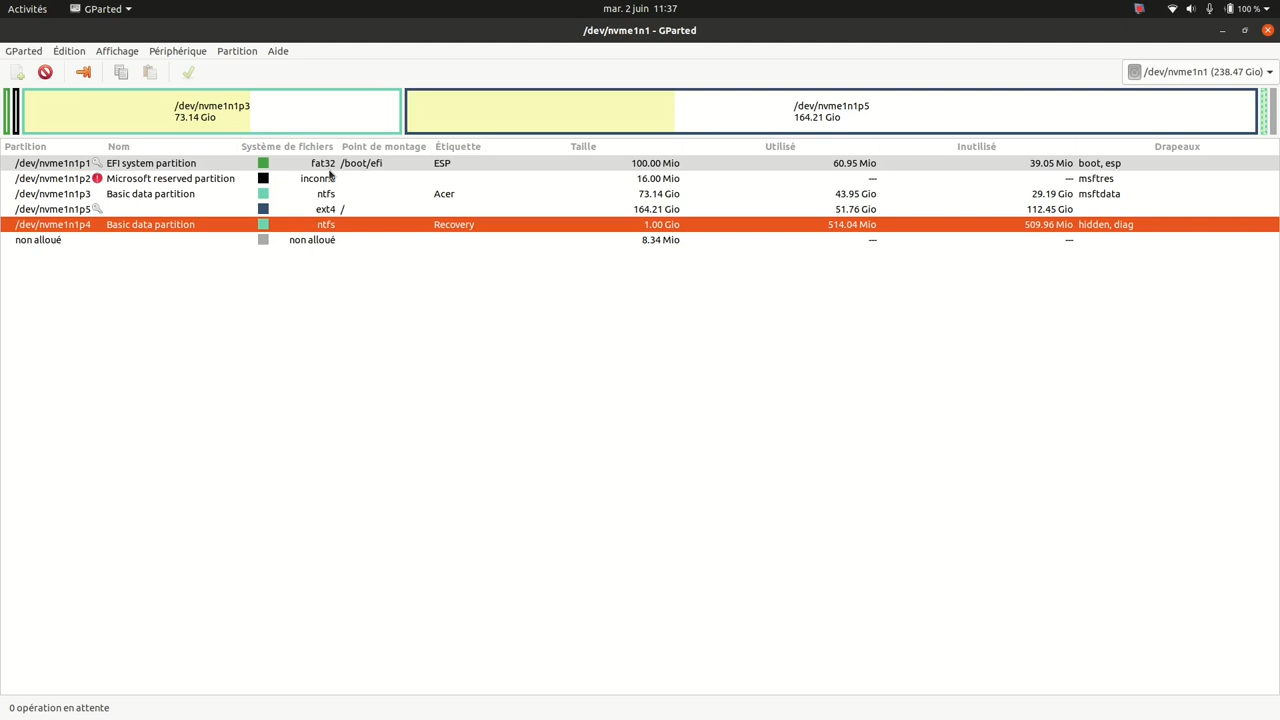 Activités GParted mar. 2 juin 11:37 100 %
/dev/nvme1n1 - GParted
GParted Édition Affichage Périphérique Partition Aide
/dev/nvme1n1 (238.47 Gio)
/dev/nvme1n1p3 /dev/nvme1n1p5
73.14 Gio 164.21 Gio
Partition Nom Système de fichiers Point de montage Étiquette Taille Utilisé Inutilisé Drapeaux
/dev/nvme1n1p1 EFI system partition fat32 /boot/efi ESP 100.00 Mio 60.95 Mio 39.05 Mio boot, esp
/dev/nvme1n1p2 Microsoft reserved partition 16.00 Mio --- --- msftres
/dev/nvme1n1p3 Basic data partition ntfs Acer 73.14 Gio 43.95 Gio 29.19 Gio msftdata
/dev/nvme1n1p5 ext4 / 164.21 Gio 51.76 Gio 112.45 Gio
/dev/nvme1n1p4 Basic data partition ntfs Recovery 1.00 Gio 514.04 Mio 509.96 Mio hidden, diag
non alloué non alloué 8.34 Mio --- ---
0 opération en attente